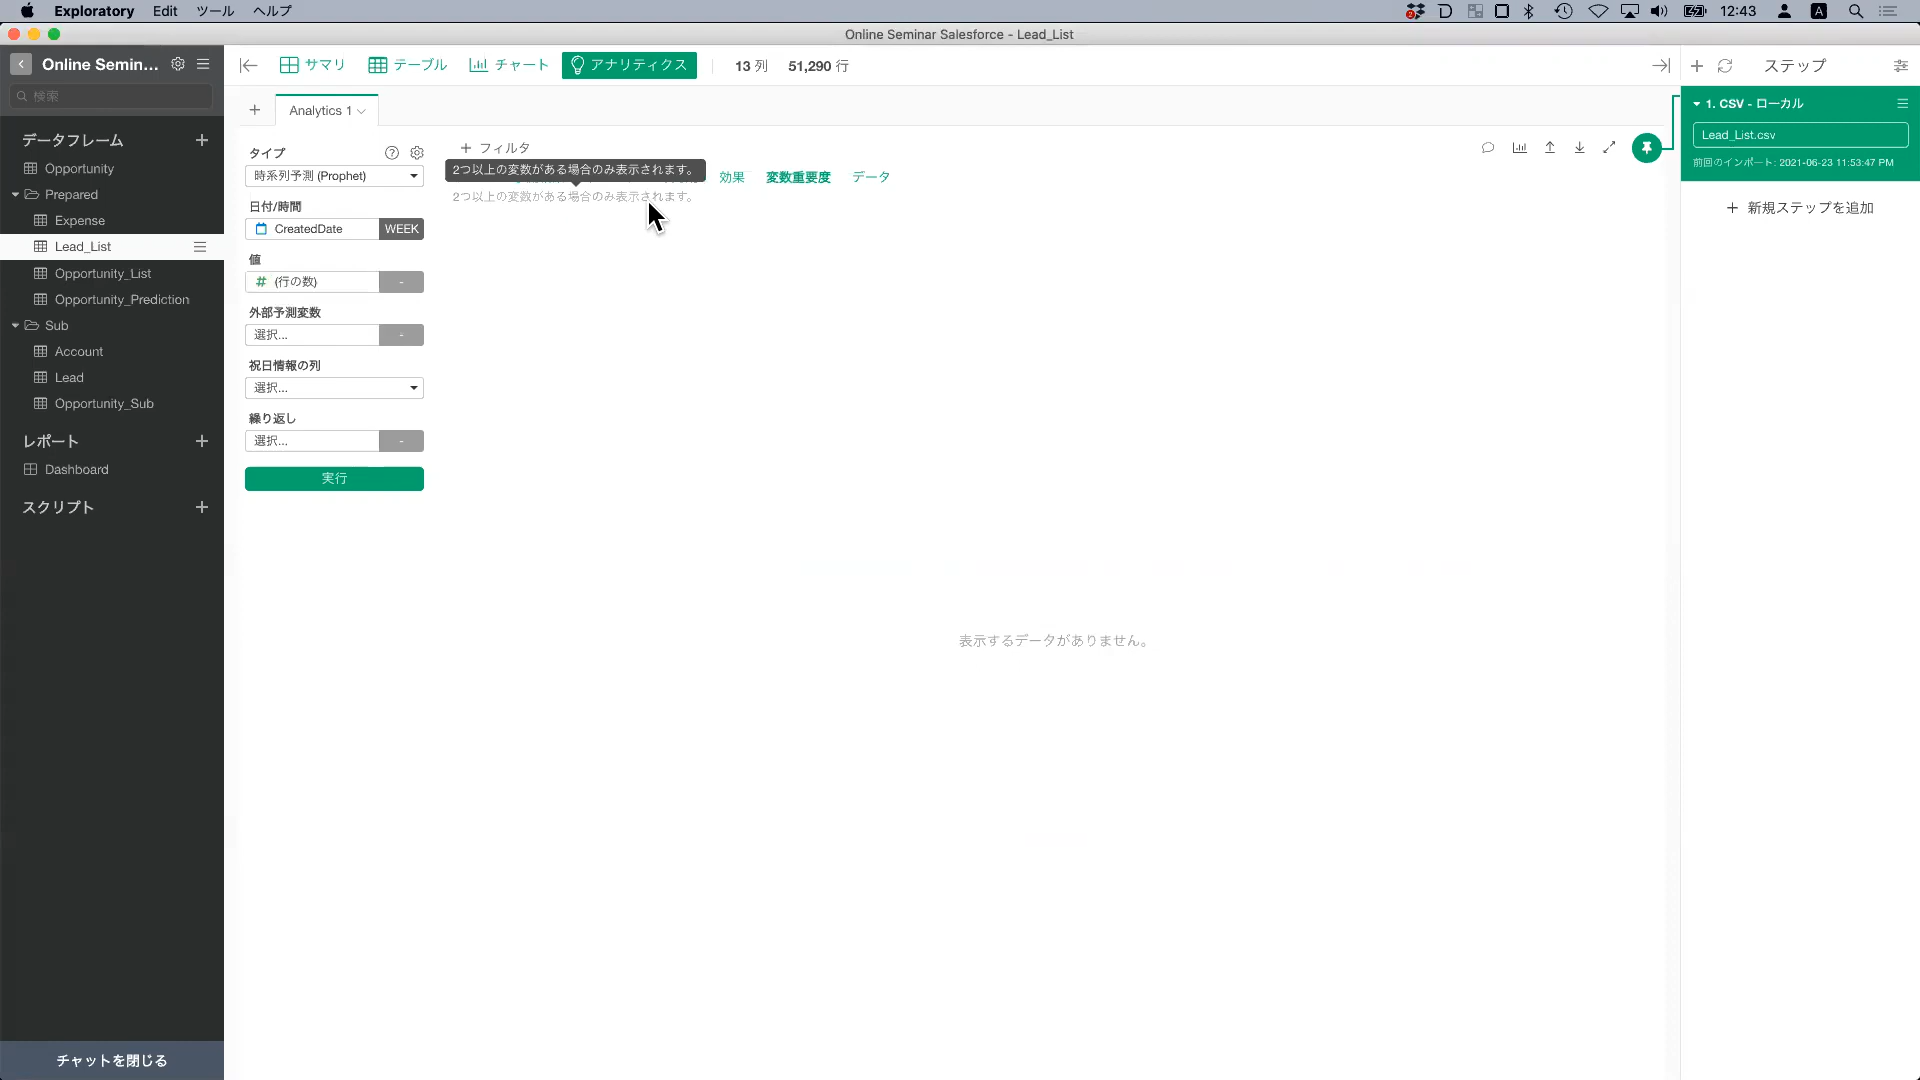 Exploratory Edit ツール ヘルプ
12:43
A
Online Seminar Salesforce - Lead_List
Online Semin...
検索
データフレーム
Opportunity
Prepared
Expense
Lead_List
Opportunity_List
Opportunity_Prediction
Sub
Account
Lead
Opportunity_Sub
レポート
Dashboard
スクリプト
チャットを閉じる
サマリ テーブル チャート アナリティクス 13 列 51,290 行
Analytics 1
タイプ
時系列予測 (Prophet)
日付/時間
CreatedDate WEEK
値
(行の数) -
外部予測変数
選択... -
祝日情報の列
選択...
繰り返し
選択... -
実行
フィルタ
2つ以上の変数がある場合のみ表示されます。
効果 変数重要度 データ
2つ以上の変数がある場合のみ表示されます。
表示するデータがありません。
ステップ
1. CSV - ローカル
Lead_List.csv
前回のインポート: 2021-06-23 11:53:47 PM
新規ステップを追加